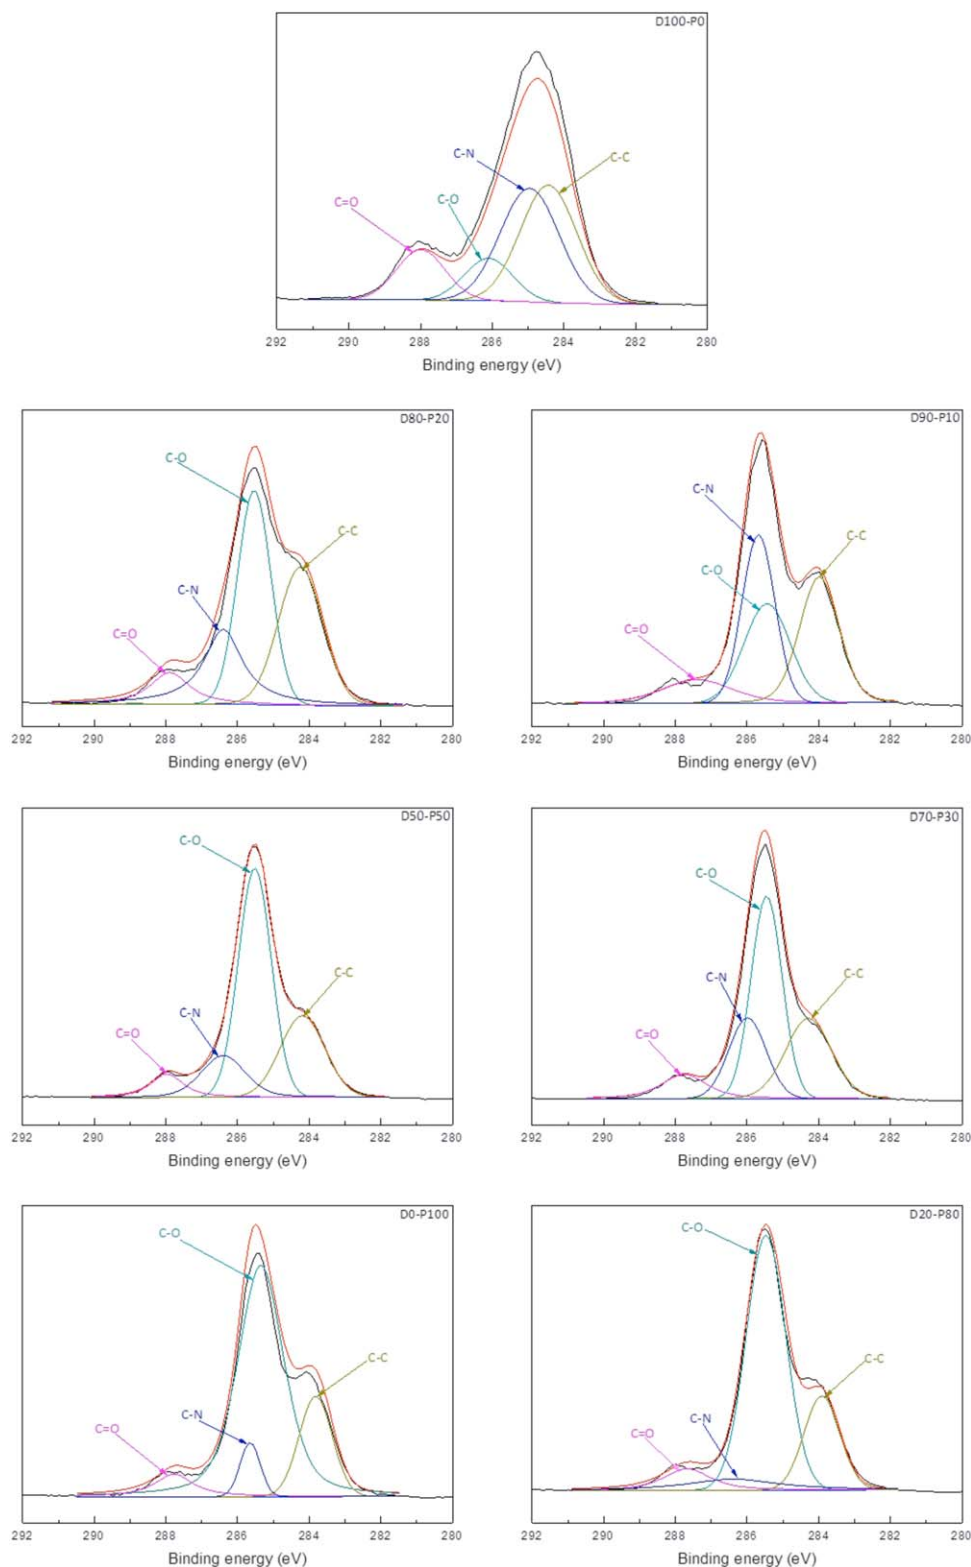 D100-P0
C-N
C-C
C=O
C-O
292 290 288 286 284 282 280
Binding energy (eV)
D80-P20
C-O
C-C
C-N
C=O
292 290 288 286 284 282 280
Binding energy (eV)
D90-P10
C-N
C-C
C-O
C=O
292 290 288 286 284 282 280
Binding energy (eV)
D50-P50
C-O
C-C
C-N
C=O
292 290 288 286 284 282 280
Binding energy (eV)
D70-P30
C-O
C-C
C-N
C=O
292 290 288 286 284 282 280
Binding energy (eV)
D0-P100
C-O
C-C
C-N
C=O
292 290 288 286 284 282 280
Binding energy (eV)
D20-P80
C-O
C-C
C-N
C=O
292 290 288 286 284 282 280
Binding energy (eV)